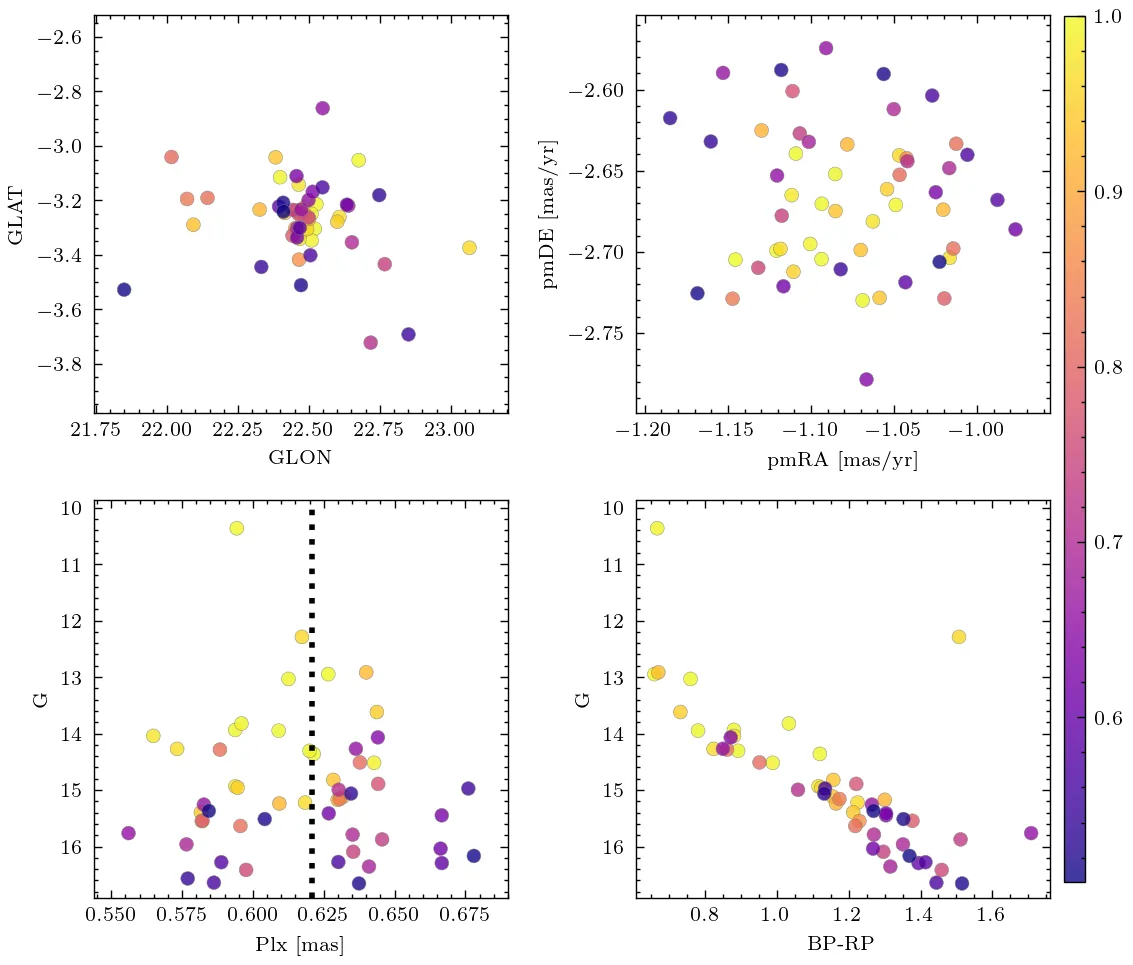 −2.6
−2.8
−3.0
−3.2
−3.4
−3.6
−3.8
GLAT
21.75 22.00 22.25 22.50 22.75 23.00
GLON
−2.60
−2.65
−2.70
−2.75
pmDE [mas/yr]
−1.20 −1.15 −1.10 −1.05 −1.00
pmRA [mas/yr]
1.0
0.9
0.8
0.7
0.6
10
11
12
13
14
15
16
G
0.550 0.575 0.600 0.625 0.650 0.675
Plx [mas]
10
11
12
13
14
15
16
G
0.8 1.0 1.2 1.4 1.6
BP-RP